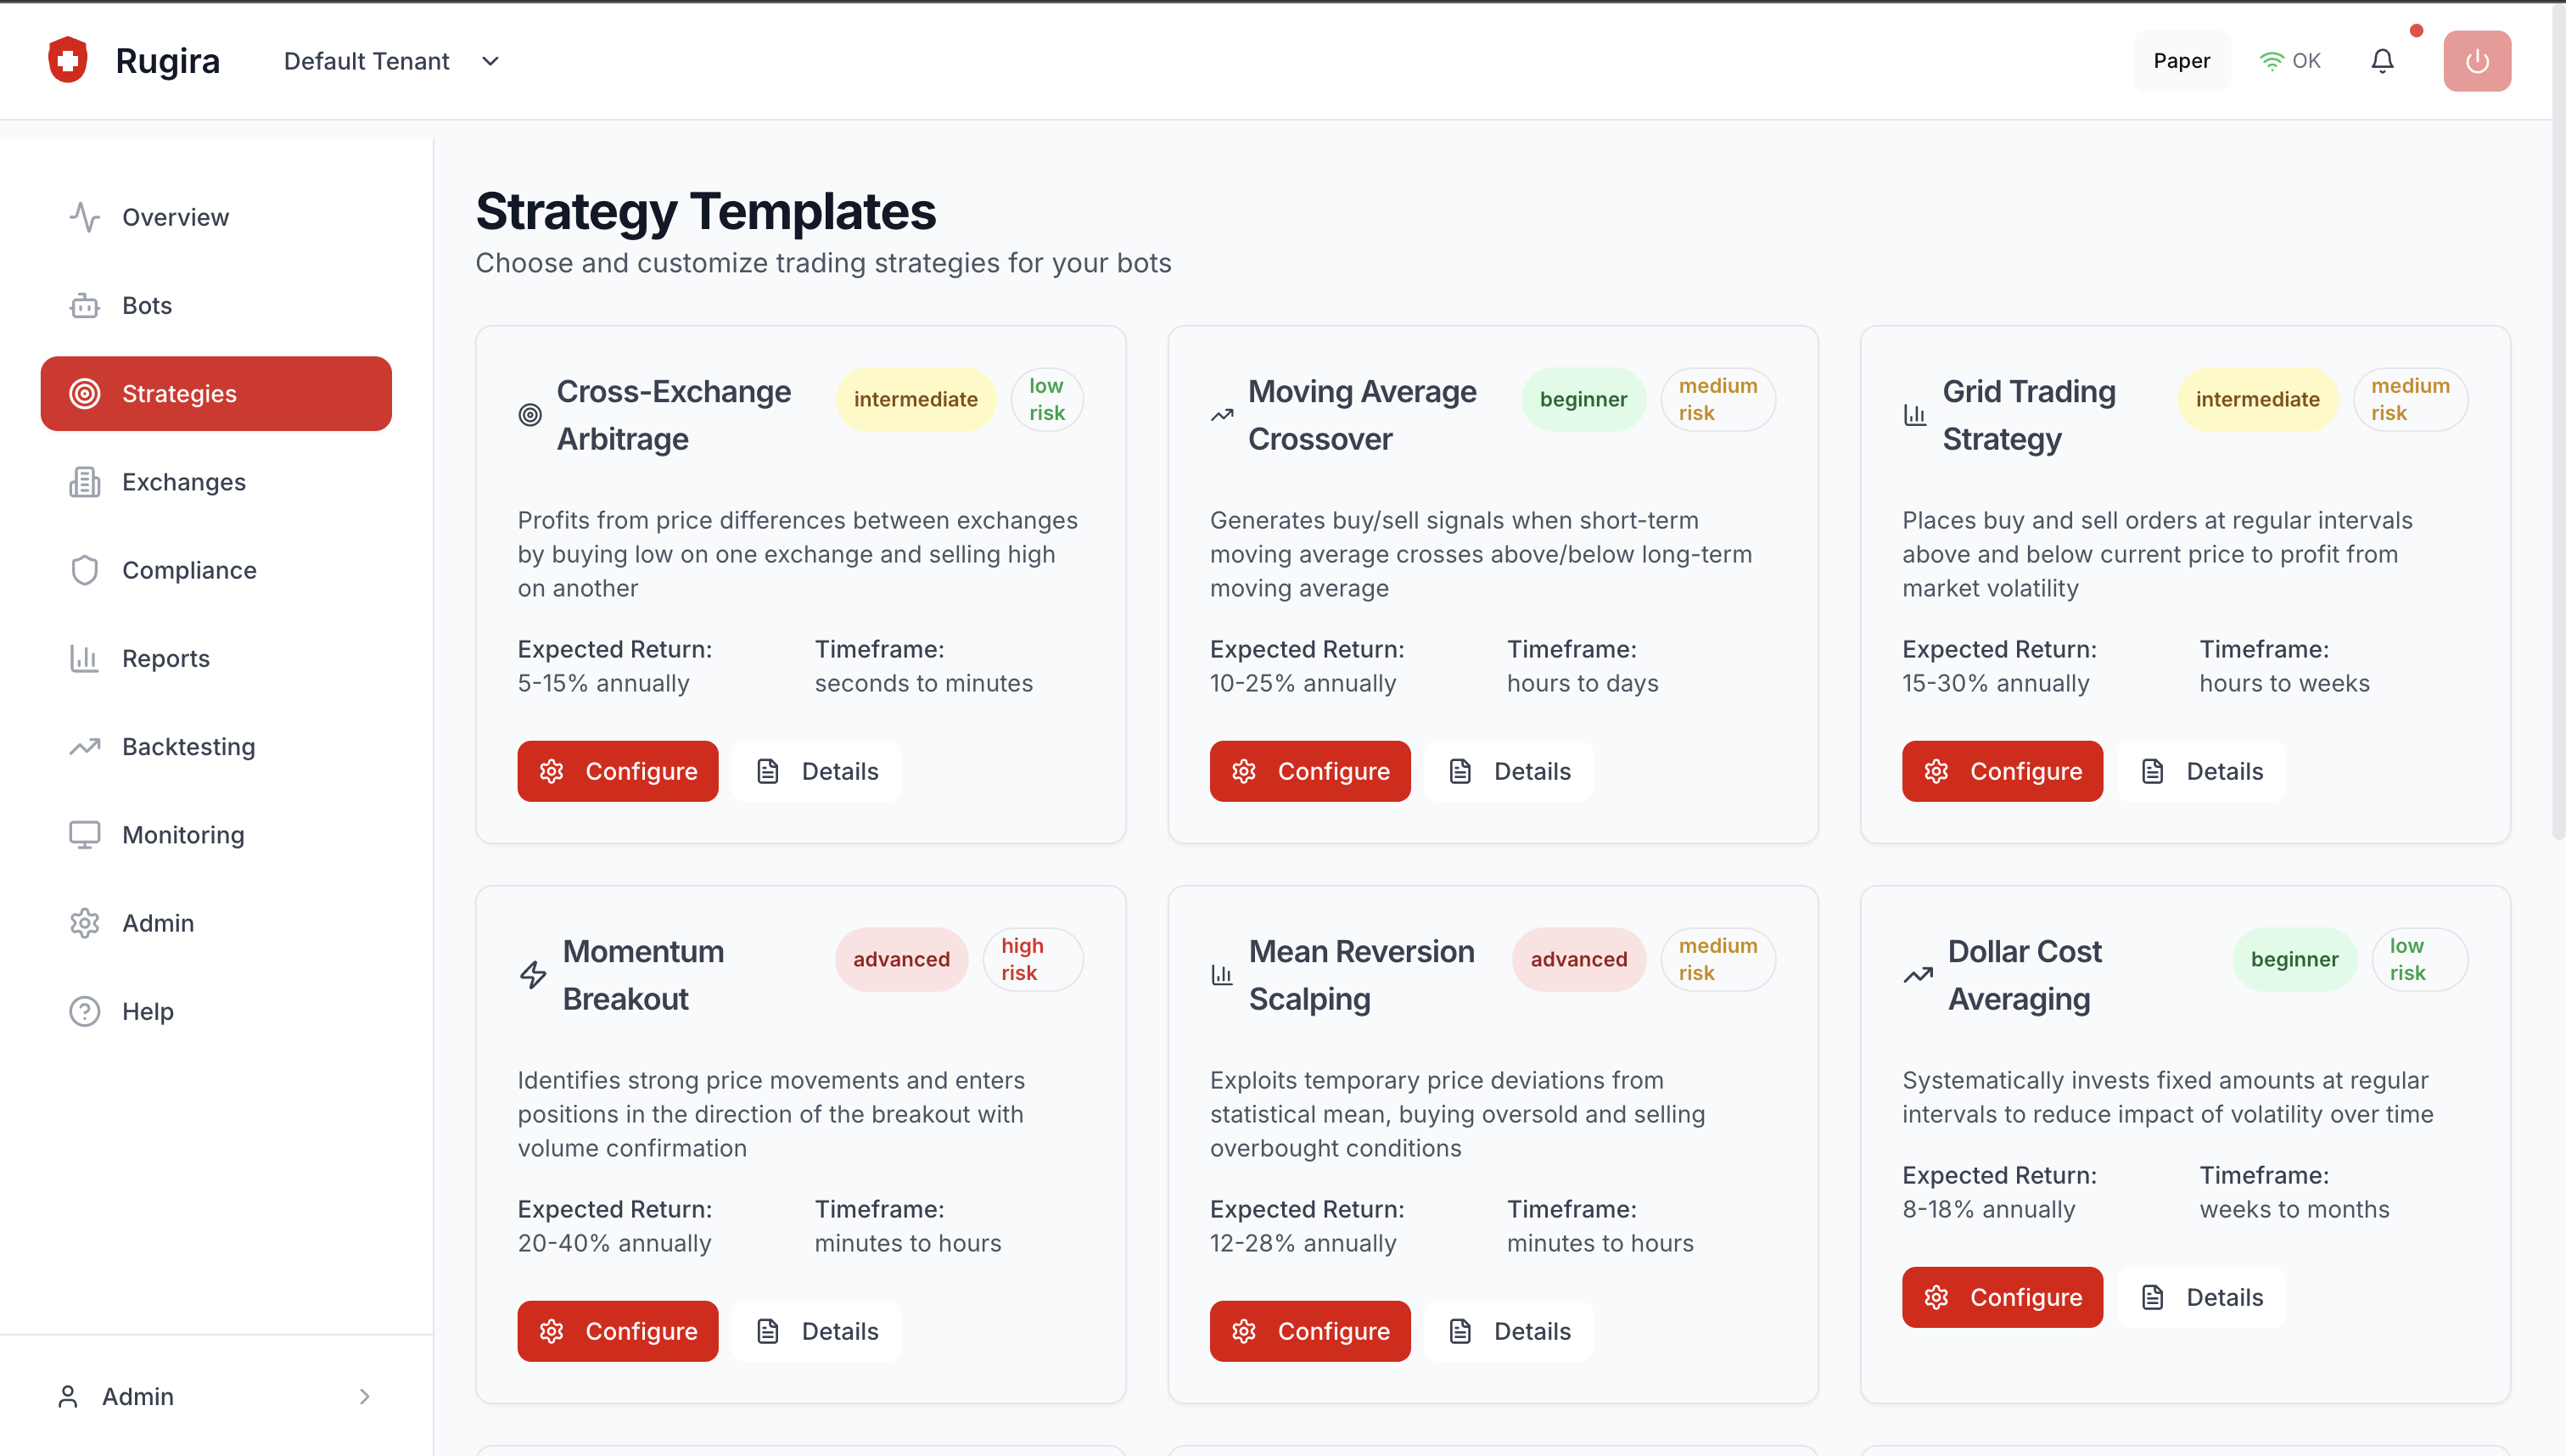 Rugira
Default Tenant
Paper
OK
Overview
Bots
Strategies
Exchanges
Compliance
Reports
Backtesting
Monitoring
Admin
Help
Admin
Strategy Templates
Choose and customize trading strategies for your bots
Cross-Exchange
Arbitrage
intermediate
low
risk
Profits from price differences between exchanges
by buying low on one exchange and selling high
on another
Expected Return:
5-15% annually
Timeframe:
seconds to minutes
Configure
Details
Moving Average
Crossover
beginner
medium
risk
Generates buy/sell signals when short-term
moving average crosses above/below long-term
moving average
Expected Return:
10-25% annually
Timeframe:
hours to days
Configure
Details
Grid Trading
Strategy
intermediate
medium
risk
Places buy and sell orders at regular intervals
above and below current price to profit from
market volatility
Expected Return:
15-30% annually
Timeframe:
hours to weeks
Configure
Details
Momentum
Breakout
advanced
high
risk
Identifies strong price movements and enters
positions in the direction of the breakout with
volume confirmation
Expected Return:
20-40% annually
Timeframe:
minutes to hours
Configure
Details
Mean Reversion
Scalping
advanced
medium
risk
Exploits temporary price deviations from
statistical mean, buying oversold and selling
overbought conditions
Expected Return:
12-28% annually
Timeframe:
minutes to hours
Configure
Details
Dollar Cost
Averaging
beginner
low
risk
Systematically invests fixed amounts at regular
intervals to reduce impact of volatility over time
Expected Return:
8-18% annually
Timeframe:
weeks to months
Configure
Details